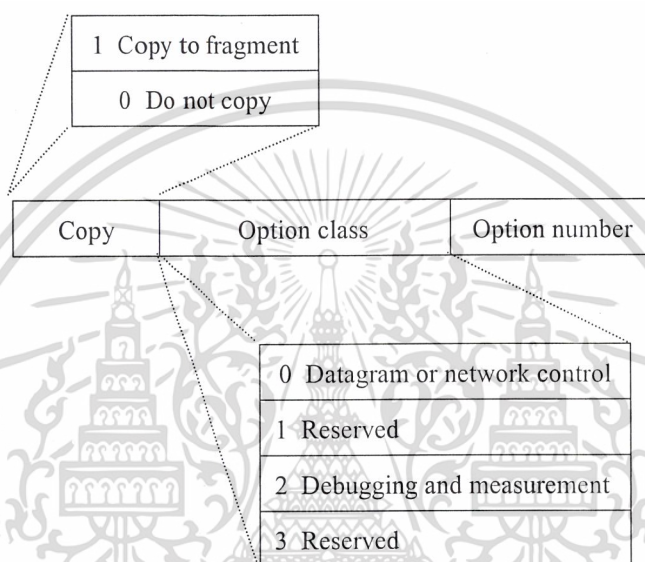 1 Copy to fragment
0 Do not copy
Copy Option class Option number
0 Datagram or network control
1 Reserved
2 Debugging and measurement
3 Reserved